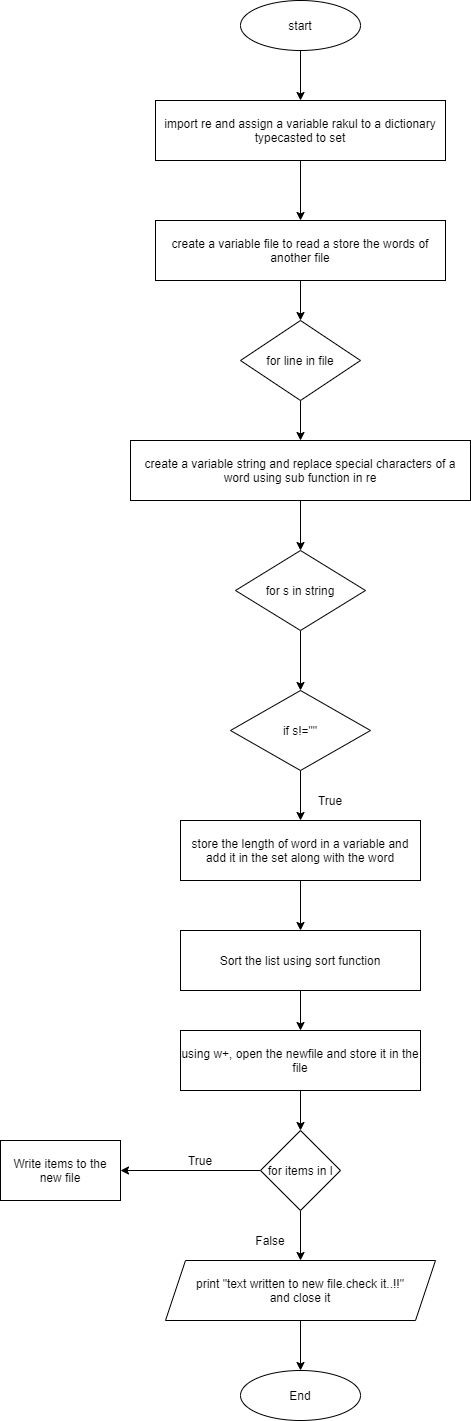 start
import re and assign a variable rakul to a dictionary
typecasted to set
create a variable file to read a store the words of
another file
for line in file
create a variable string and replace special characters of a
word using sub function in re
for s in string
if s!=""
True
store the length of word in a variable and
add it in the set along with the word
Sort the list using sort function
using w+, open the newfile and store it in the
file
for items in l
True
Write items to the
new file
False
print "text written to new file.check it..!!"
and close it
End